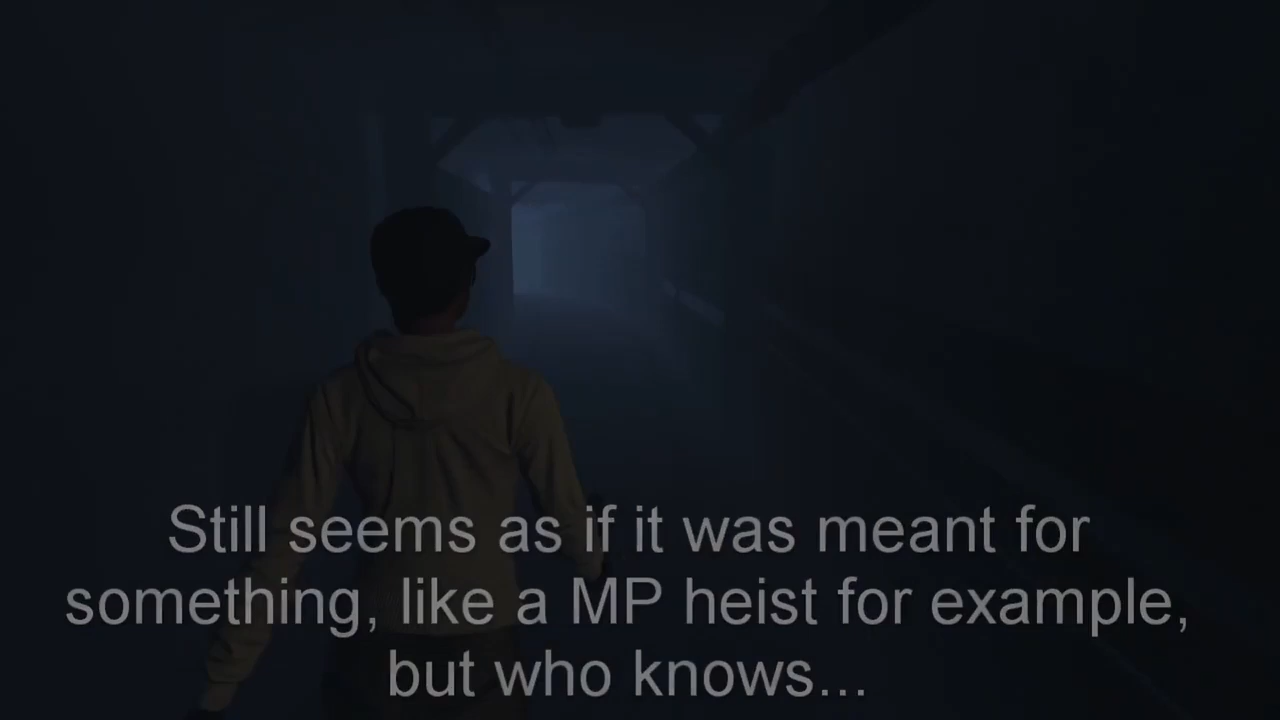 Still seems as if it was meant for
something, like a MP heist for example,
but who knows...